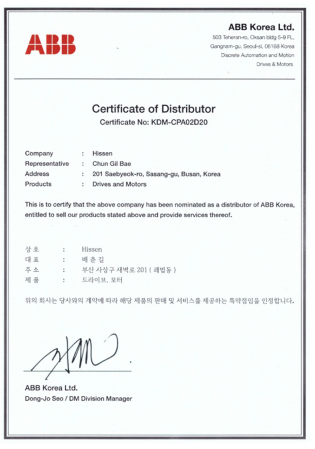 ABB
ABB Korea Ltd.
503 Teheran-ro, Oksan bldg 5-9 FL,
Gangnam-gu, Seoul-si, 06168 Korea
Discrete Automation and Motion
Drives & Motors
Certificate of Distributor
Certificate No: KDM-CPA02D20
Company : Hissen
Representative : Chun Gil Bae
Address : 201 Saebyeok-ro, Sasang-gu, Busan, Korea
Products : Drives and Motors
This is to certify that the above company has been nominated as a distributor of ABB Korea,
entitled to sell our products stated above and provide services thereof.
상 호 : Hissen
대 표 : 배 춘 길
주 소 : 부산 사상구 새벽로 201 ( 괘법동 )
제 품 : 드라이브, 모터
위의 회사는 당사와의 계약에 따라 해당 제품의 판매 및 서비스를 제공하는 특약점임을 인정합니다.
ABB Korea Ltd.
Dong-Jo Seo / DM Division Manager